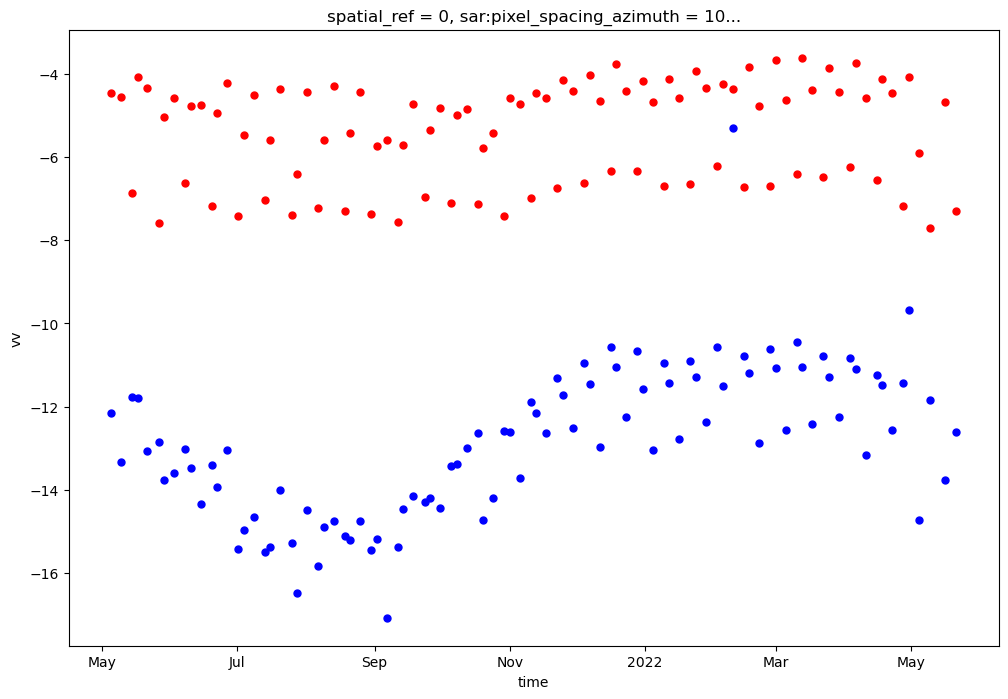 spatial_ref = 0, sar:pixel_spacing_azimuth = 10...
−4
−6
−8
−10
−12
−14
−16
vv
May Jul Sep Nov 2022 Mar May
time